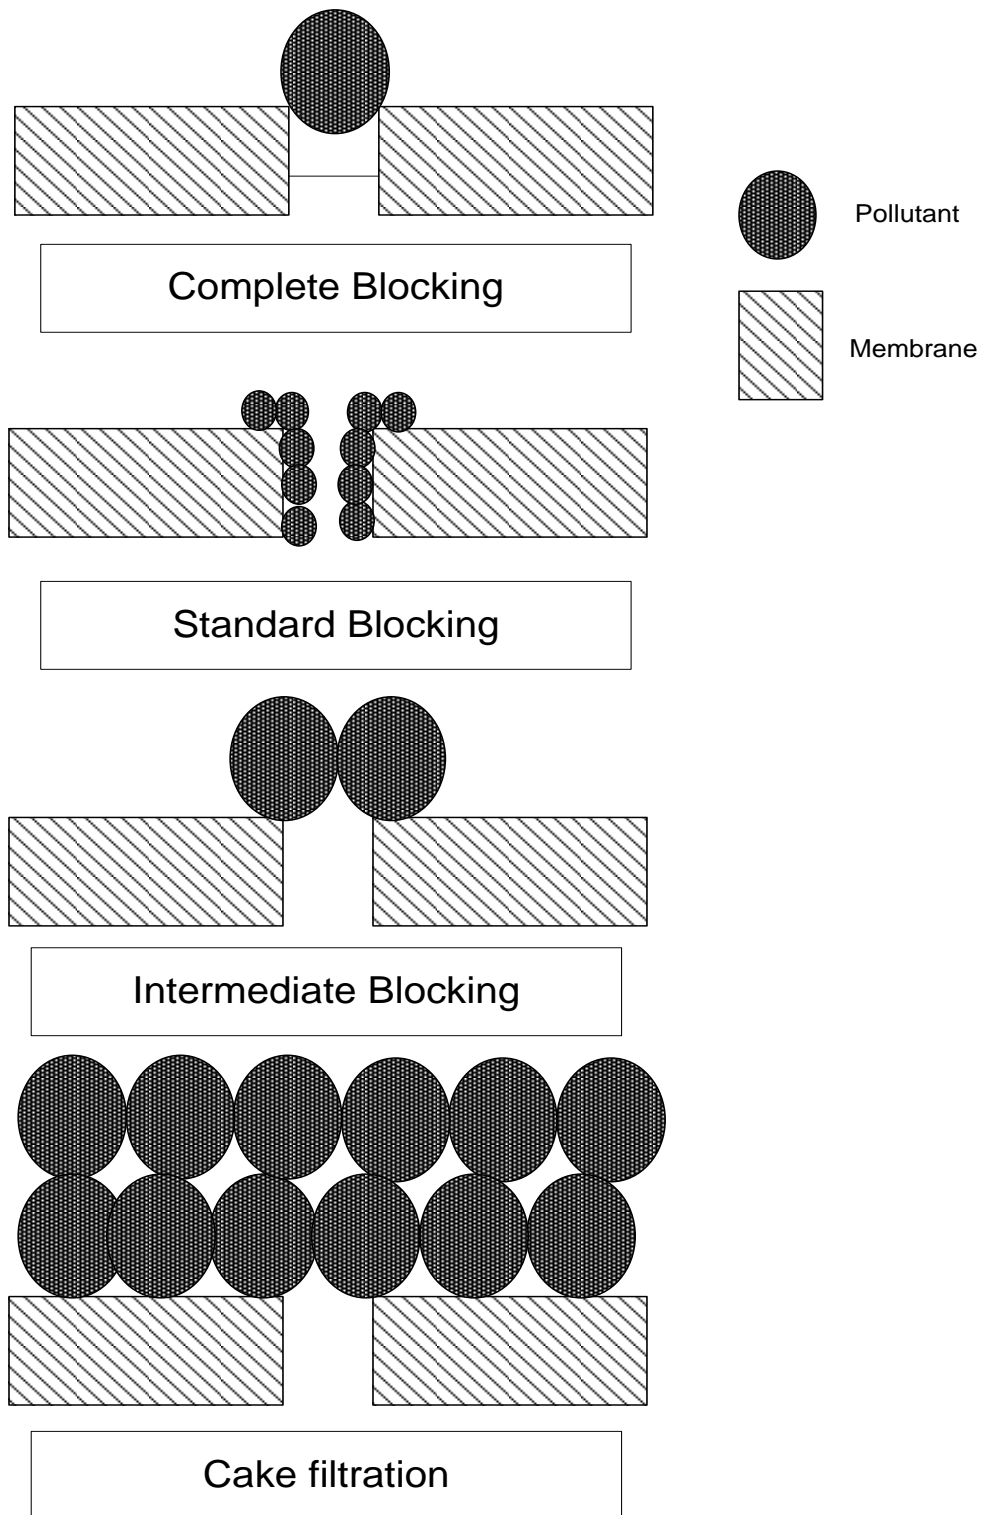 Complete Blocking
Pollutant
Membrane
Standard Blocking
Intermediate Blocking
Cake filtration